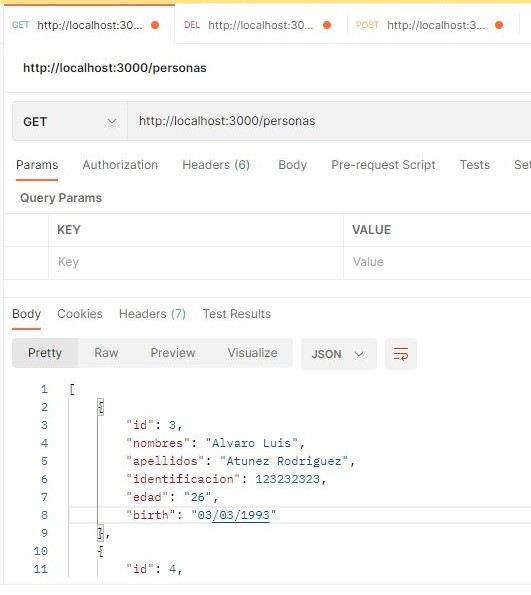 GET http://localhost:30... DEL http://localhost:30... POST http://localhost:3...
http://localhost:3000/personas
GET http://localhost:3000/personas
Params Authorization Headers (6) Body Pre-request Script Tests Set
Query Params
KEY VALUE
Key Value
Body Cookies Headers (7) Test Results
Pretty Raw Preview Visualize JSON
1 [
2 {
3 "id": 3,
4 "nombres": "Alvaro Luis",
5 "apellidos": "Atunez Rodriguez",
6 "identificacion": 123232323,
7 "edad": "26",
8 "birth": "03/03/1993"
9 },
10 {
11 "id": 4,